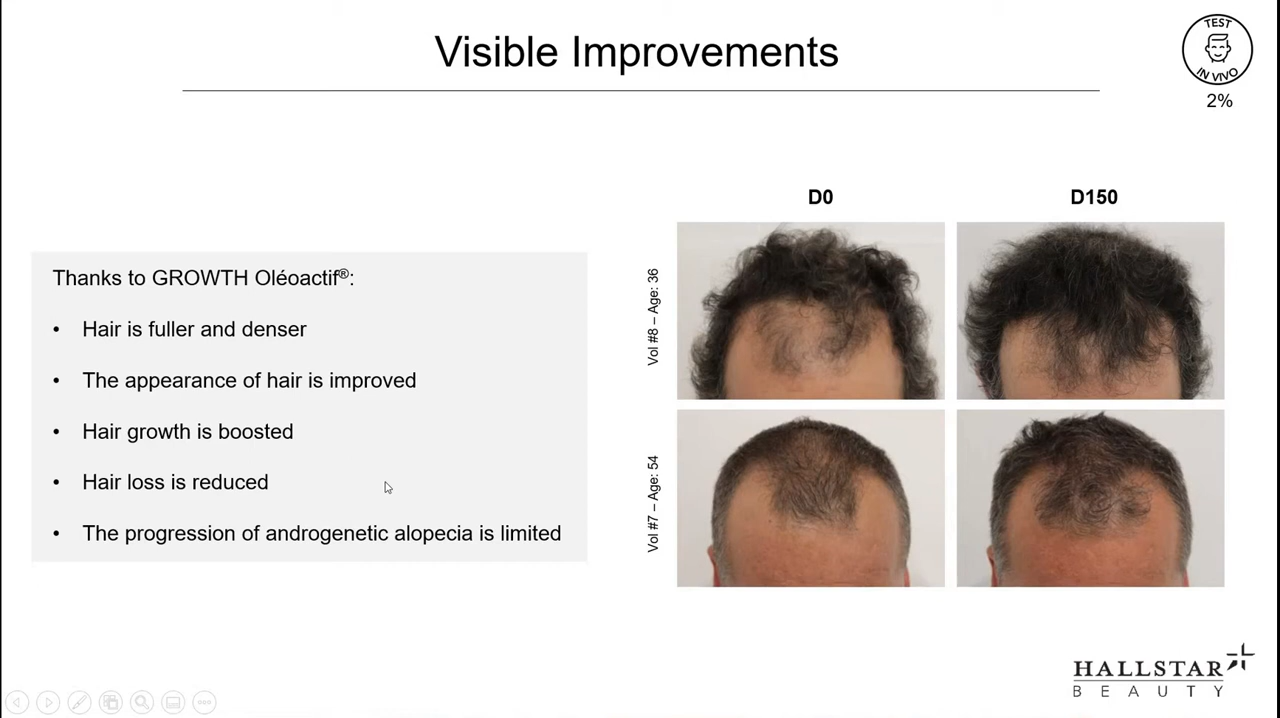 Visible Improvements
TEST
IN VIVO
2%
D0
D150
Thanks to GROWTH Oléoactif®:
• Hair is fuller and denser
• The appearance of hair is improved
• Hair growth is boosted
• Hair loss is reduced
• The progression of androgenetic alopecia is limited
Vol #8 – Age: 36
Vol #7 – Age: 54
HALLSTAR
BEAUTY